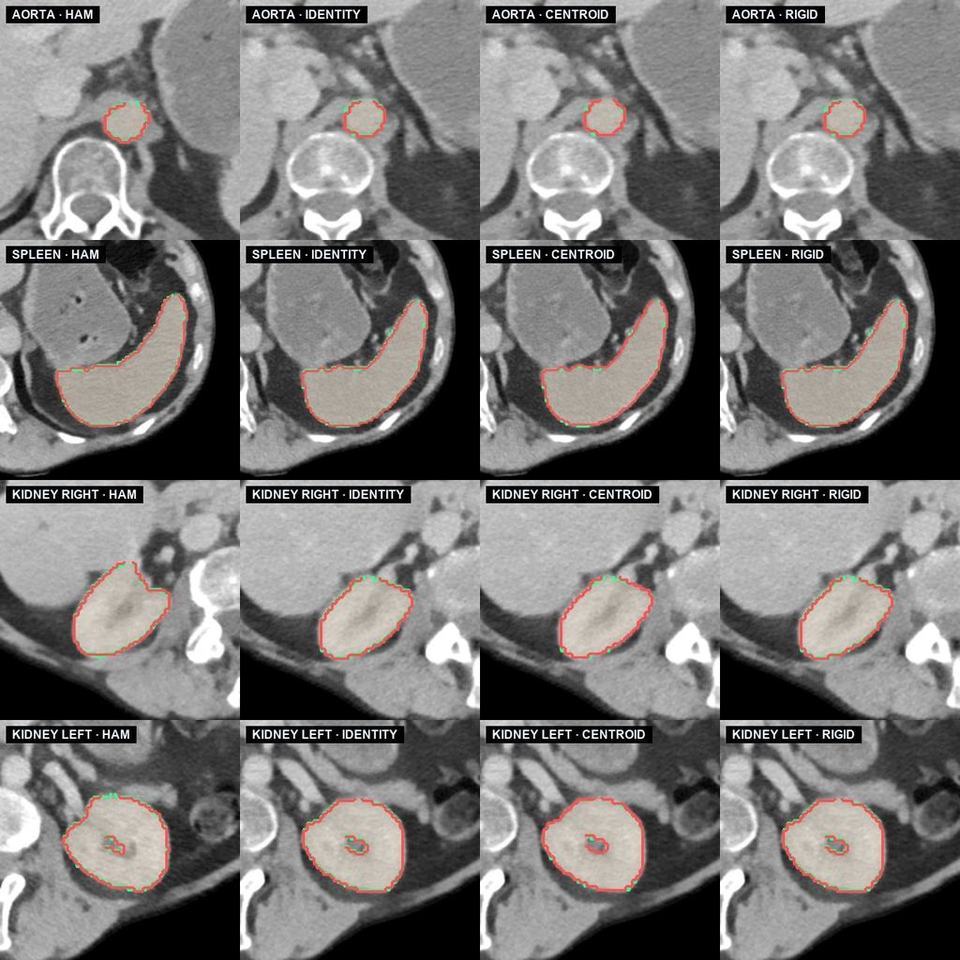 AORTA · HAM
AORTA · IDENTITY
AORTA · CENTROID
AORTA · RIGID
SPLEEN · HAM
SPLEEN · IDENTITY
SPLEEN · CENTROID
SPLEEN · RIGID
KIDNEY RIGHT · HAM
KIDNEY RIGHT · IDENTITY
KIDNEY RIGHT · CENTROID
KIDNEY RIGHT · RIGID
KIDNEY LEFT · HAM
KIDNEY LEFT · IDENTITY
KIDNEY LEFT · CENTROID
KIDNEY LEFT · RIGID